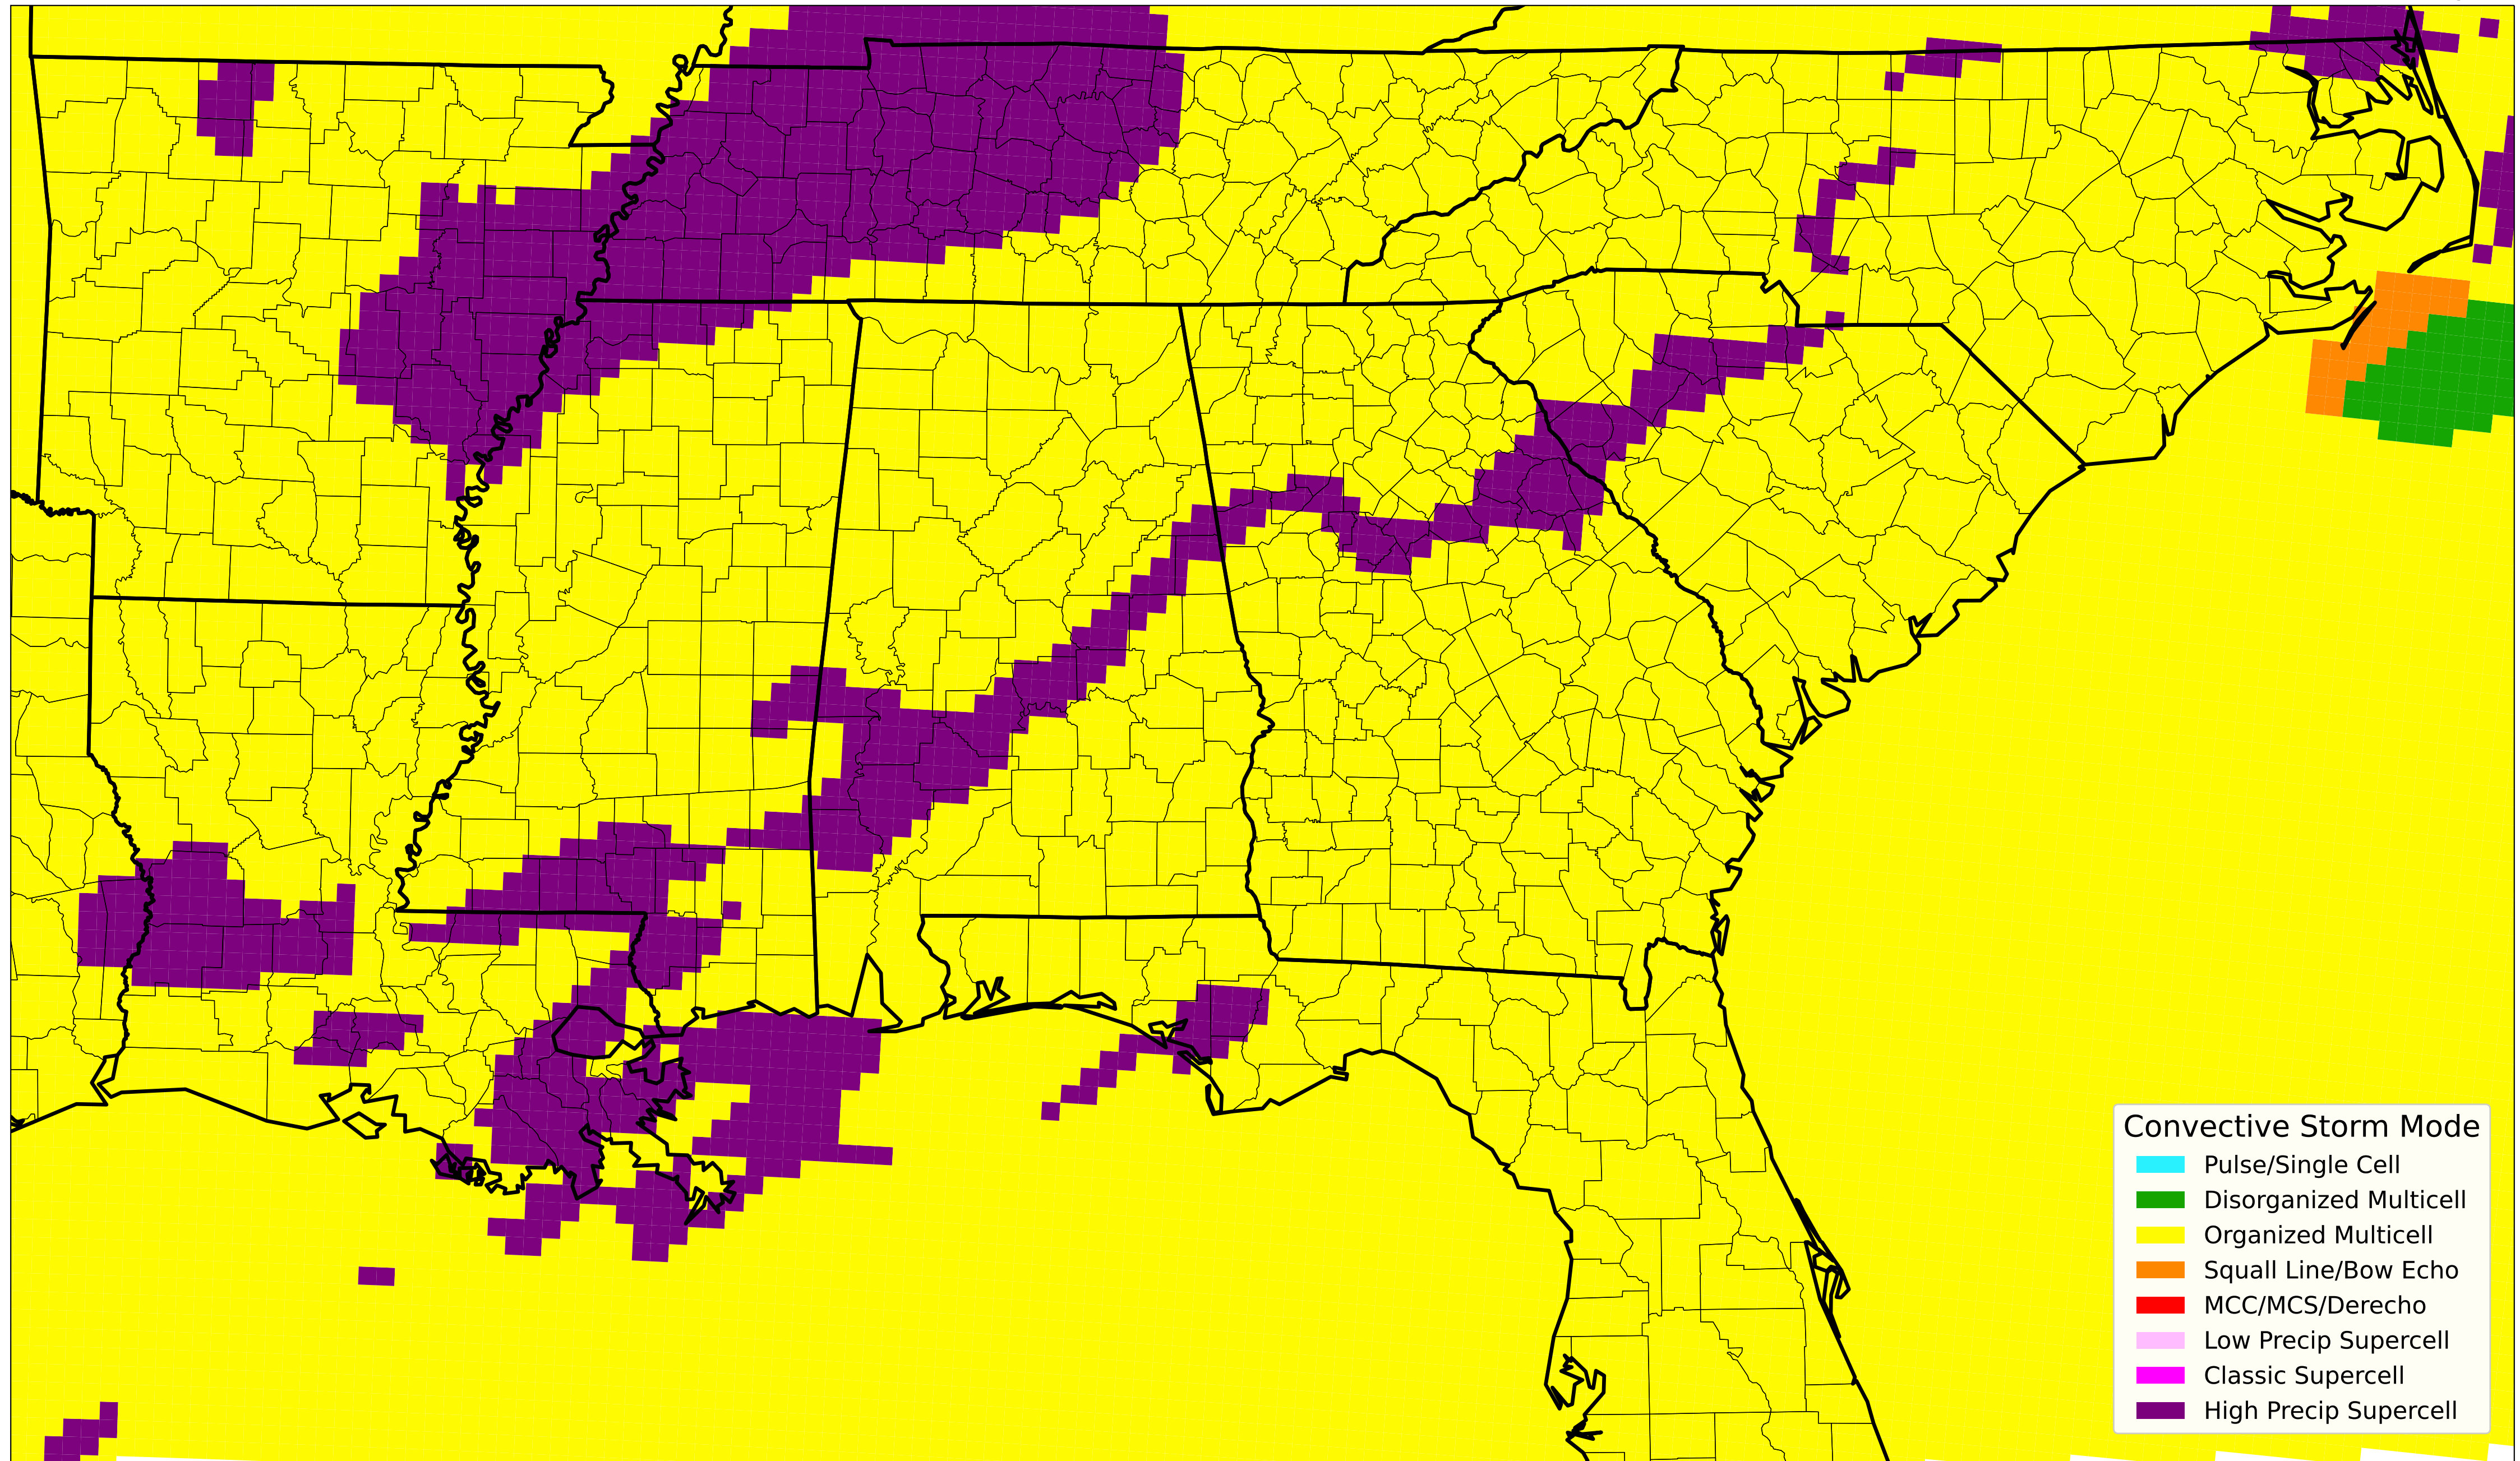 Convective Storm Mode
Pulse/Single Cell
Disorganized Multicell
Organized Multicell
Squall Line/Bow Echo
MCC/MCS/Derecho
Low Precip Supercell
Classic Supercell
High Precip Supercell